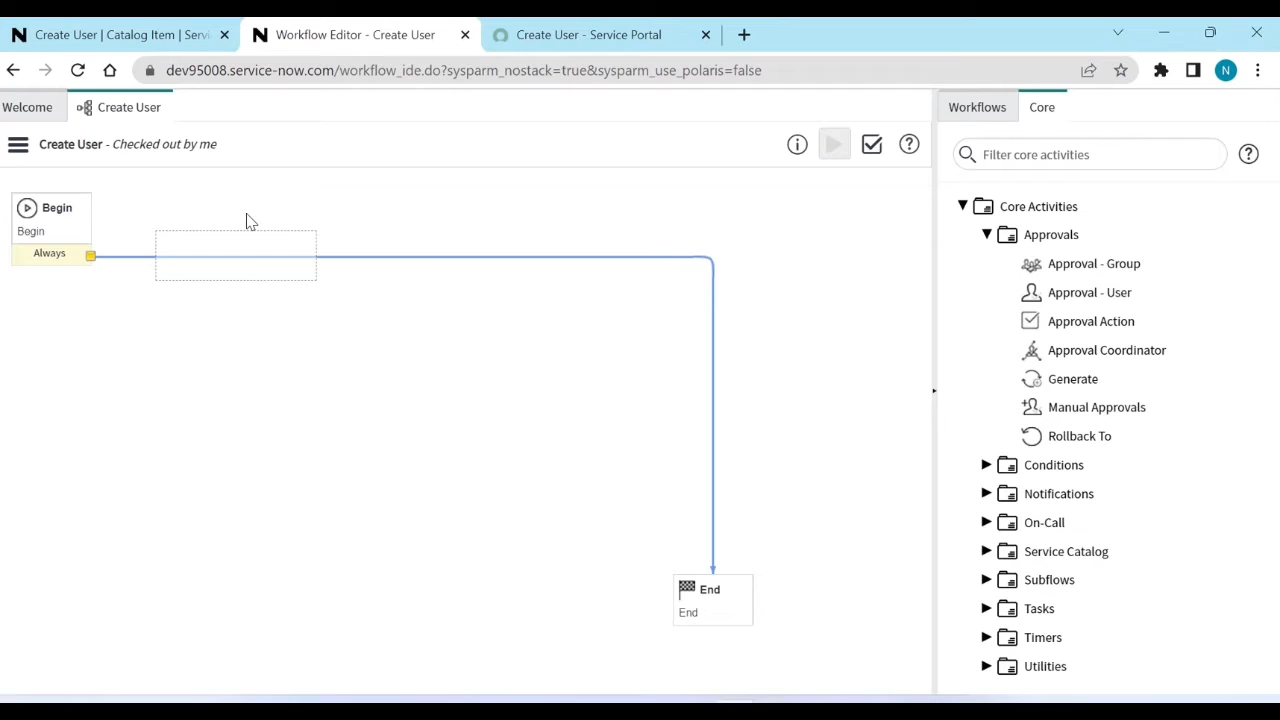 Create User | Catalog Item | Servi
Workflow Editor - Create User
Create User - Service Portal
dev95008.service-now.com/workflow_ide.do?sysparm_nostack=true&sysparm_use_polaris=false
N
Welcome
Create User
Workflows
Core
Create User - Checked out by me
Filter core activities
Begin
Begin
Always
End
End
Core Activities
Approvals
Approval - Group
Approval - User
Approval Action
Approval Coordinator
Generate
Manual Approvals
Rollback To
Conditions
Notifications
On-Call
Service Catalog
Subflows
Tasks
Timers
Utilities